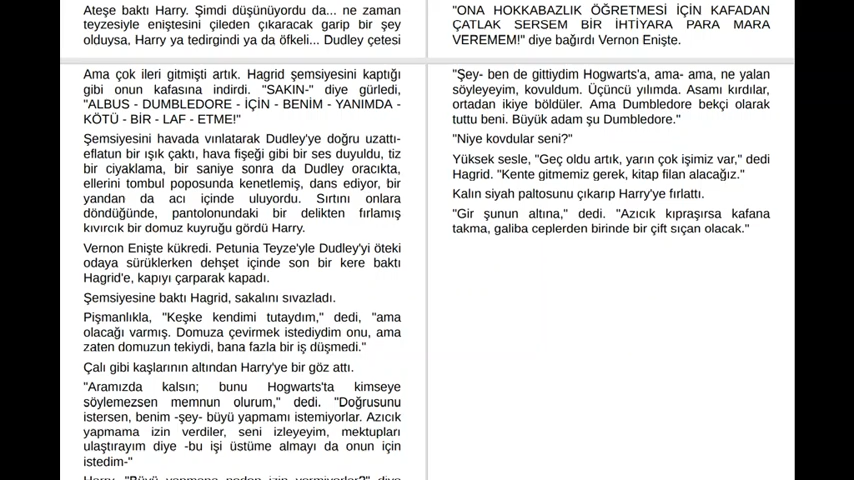 Ateşe baktı Harry. Şimdi düşünüyordu da... ne zaman
teyzesiyle eniştesini çileden çıkaracak garip bir şey
olduysa, Harry ya tedirgindi ya da öfkeli... Dudley çetesi
Ama çok ileri gitmişti artık. Hagrid şemsiyesini kaptığı
gibi onun kafasına indirdi. "SAKIN-" diye gürledi,
"ALBUS - DUMBLEDORE - İÇİN - BENİM - YANIMDA -
KÖTÜ - BİR - LAF - ETME!"
Şemsiyesini havada vınlatarak Dudley'ye doğru uzattı-
eflatun bir ışık çaktı, hava fişeği gibi bir ses duyuldu, tiz
bir ciyaklama, bir saniye sonra da Dudley oracıkta,
ellerini tombul poposunda kenetlemiş, dans ediyor, bir
yandan da acı içinde uluyordu. Sırtını onlara
döndüğünde, pantolonundaki bir delikten fırlamış
kıvırcık bir domuz kuyruğu gördü Harry.
Vernon Enişte kükredi. Petunia Teyze'yle Dudley'yi öteki
odaya sürüklerken dehşet içinde son bir kere baktı
Hagrid'e, kapıyı çarparak kapadı.
Şemsiyesine baktı Hagrid, sakalını sıvazladı.
Pişmanlıkla, "Keşke kendimi tutaydım," dedi, "ama
olacağı varmış. Domuza çevirmek istediydim onu, ama
zaten domuzun tekiydi, bana fazla bir iş düşmedi."
Çalı gibi kaşlarının altından Harry'ye bir göz attı.
"Aramızda kalsın; bunu Hogwarts'ta kimseye
söylemezsen memnun olurum," dedi. "Doğrusunu
istersen, benim -şey- büyü yapmamı istemiyorlar. Azıcık
yapmama izin verdiler, seni izleyeyim, mektupları
ulaştırayım diye -bu işi üstüme almayı da onun için
istedim-"
Harry, "Büyü yapmana neden izin vermiyorlar?" diye
"ONA HOKKABAZLIK ÖĞRETMESİ İÇİN KAFADAN
ÇATLAK SERSEM BİR İHTİYARA PARA MARA
VEREMEM!" diye bağırdı Vernon Enişte.
"Şey- ben de gittiydim Hogwarts'a, ama- ama, ne yalan
söyleyeyim, kovuldum. Üçüncü yılımda. Asamı kırdılar,
ortadan ikiye böldüler. Ama Dumbledore bekçi olarak
tuttu beni. Büyük adam şu Dumbledore."
"Niye kovdular seni?"
Yüksek sesle, "Geç oldu artık, yarın çok işimiz var," dedi
Hagrid. "Kente gitmemiz gerek, kitap filan alacağız."
Kalın siyah paltosunu çıkarıp Harry'ye fırlattı.
"Gir şunun altına," dedi. "Azıcık kıpraşırsa kafana
takma, galiba ceplerden birinde bir çift sıçan olacak."